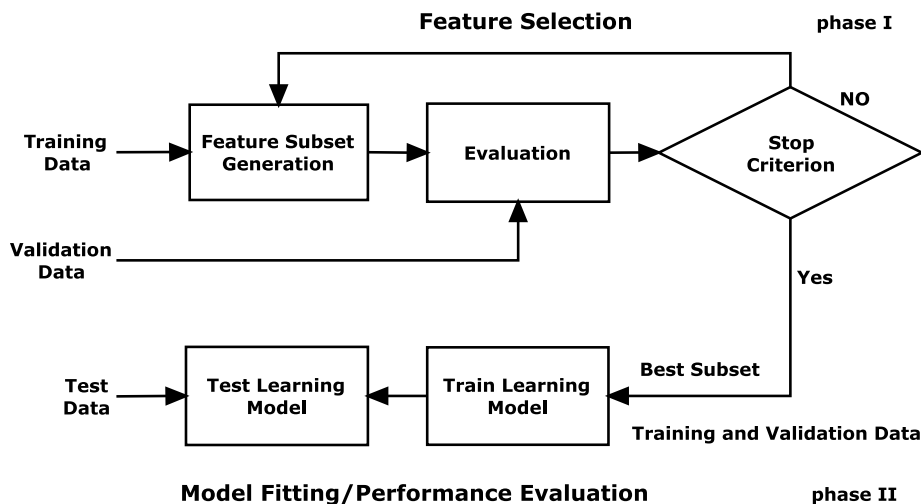 Feature Selection
phase I
NO
Training
Data
Feature Subset
Generation
Evaluation
Stop
Criterion
Validation
Data
Yes
Best Subset
Test
Data
Test Learning
Model
Train Learning
Model
Training and Validation Data
Model Fitting/Performance Evaluation
phase II